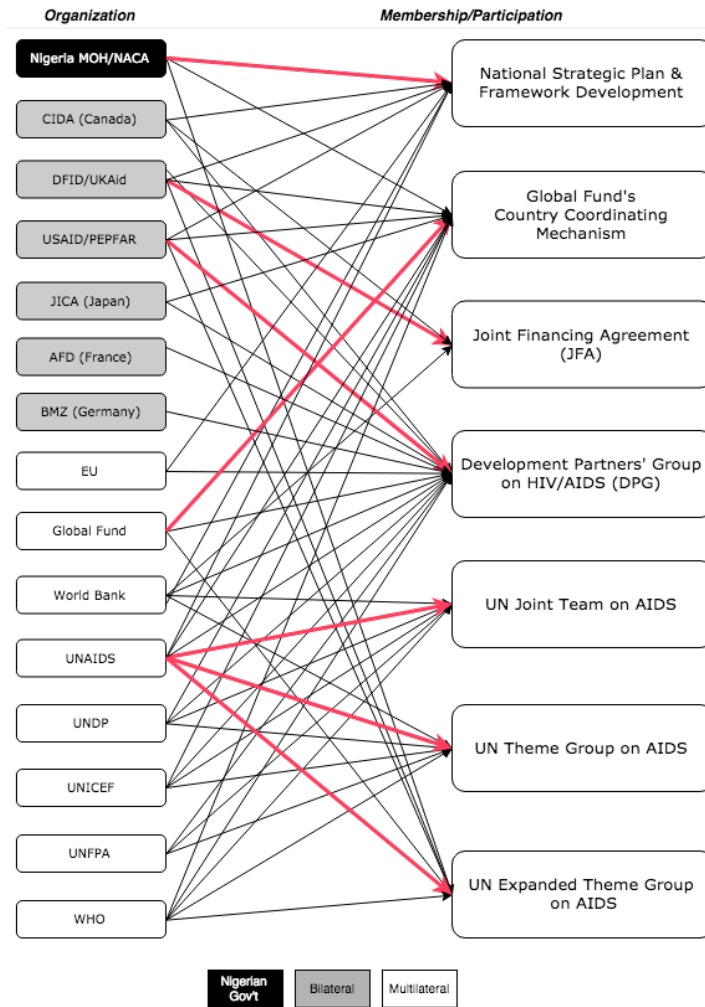 Organization
Membership/Participation
Nigeria MOH/NACA
CIDA (Canada)
DFID/UKAid
USAID/PEPFAR
JICA (Japan)
AFD (France)
BMZ (Germany)
EU
Global Fund
World Bank
UNAIDS
UNDP
UNICEF
UNFPA
WHO
National Strategic Plan &
Framework Development
Global Fund's
Country Coordinating
Mechanism
Joint Financing Agreement
(JFA)
Development Partners' Group
on HIV/AIDS (DPG)
UN Joint Team on AIDS
UN Theme Group on AIDS
UN Expanded Theme Group
on AIDS
Nigerian
Gov't
Bilateral
Multilateral